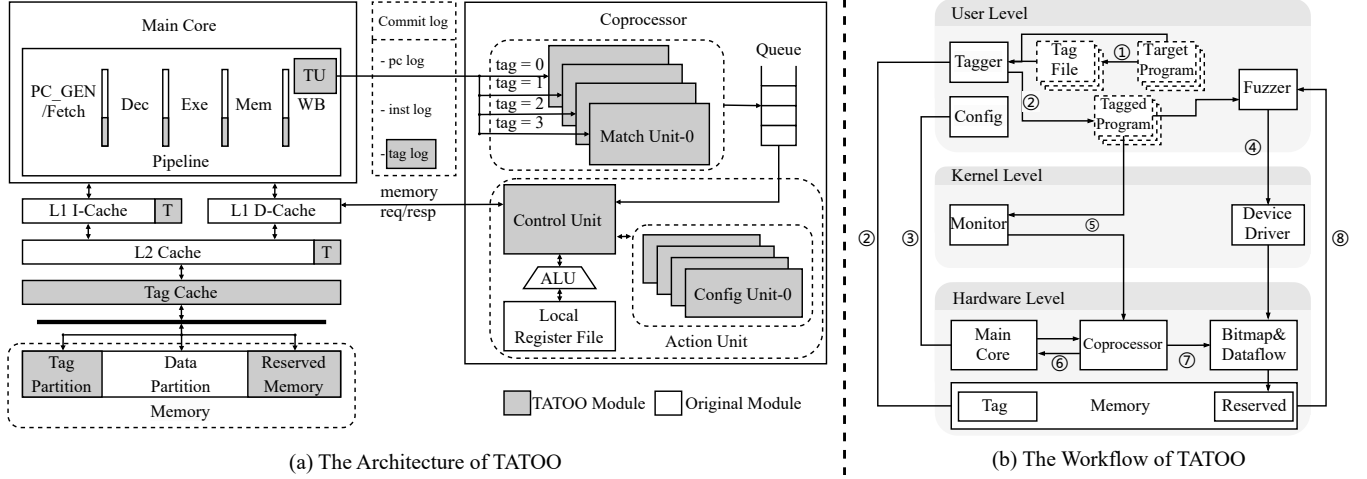 Main Core
PC_GEN
/Fetch
Dec
Exe
Mem
TU
WB
Pipeline
L1 I-Cache
T
L1 D-Cache
L2 Cache
T
Tag Cache
Tag
Partition
Data
Partition
Reserved
Memory
Memory
Commit log
- pc log
- inst log
- tag log
memory
req/resp
Coprocessor
tag = 0
tag = 1
tag = 2
tag = 3
Match Unit-0
Queue
Control Unit
ALU
Local
Register File
Config Unit-0
Action Unit
TATOO Module
Original Module
(a) The Architecture of TATOO
User Level
Tagger
Tag
File
①
Target
Program
②
Tagged
Program
Fuzzer
Config
④
Kernel Level
Monitor
⑤
Device
Driver
②
③
⑧
Hardware Level
Main
Core
⑥
Coprocessor
⑦
Bitmap&
Dataflow
Tag
Memory
Reserved
(b) The Workflow of TATOO